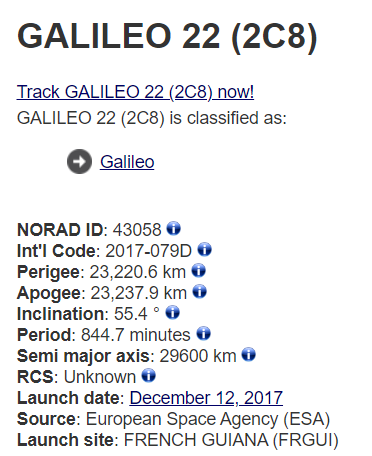 GALILEO 22 (2C8)
Track GALILEO 22 (2C8) now!
GALILEO 22 (2C8) is classified as:
Galileo
NORAD ID: 43058
Int'l Code: 2017-079D
Perigee: 23,220.6 km
Apogee: 23,237.9 km
Inclination: 55.4 °
Period: 844.7 minutes
Semi major axis: 29600 km
RCS: Unknown
Launch date: December 12, 2017
Source: European Space Agency (ESA)
Launch site: FRENCH GUIANA (FRGUI)